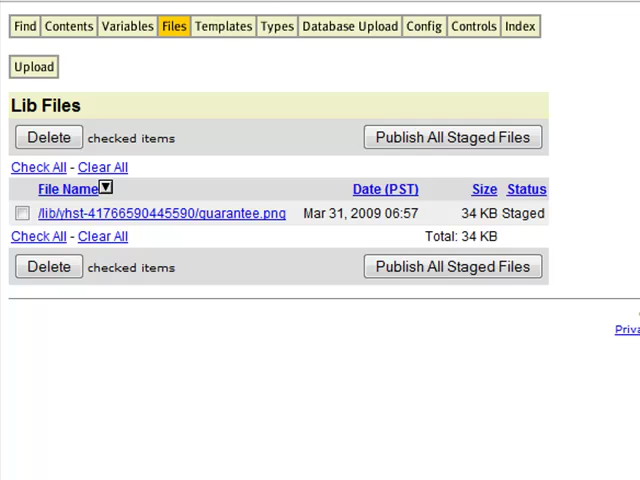 Find Contents Variables Files Templates Types Database Upload Config Controls Index
Upload
Lib Files
Delete checked items Publish All Staged Files
Check All - Clear All
File Name Date (PST) Size Status
/lib/vhst-41766590445590/guarantee.png Mar 31, 2009 06:57 34 KB Staged
Check All - Clear All Total: 34 KB
Delete checked items Publish All Staged Files